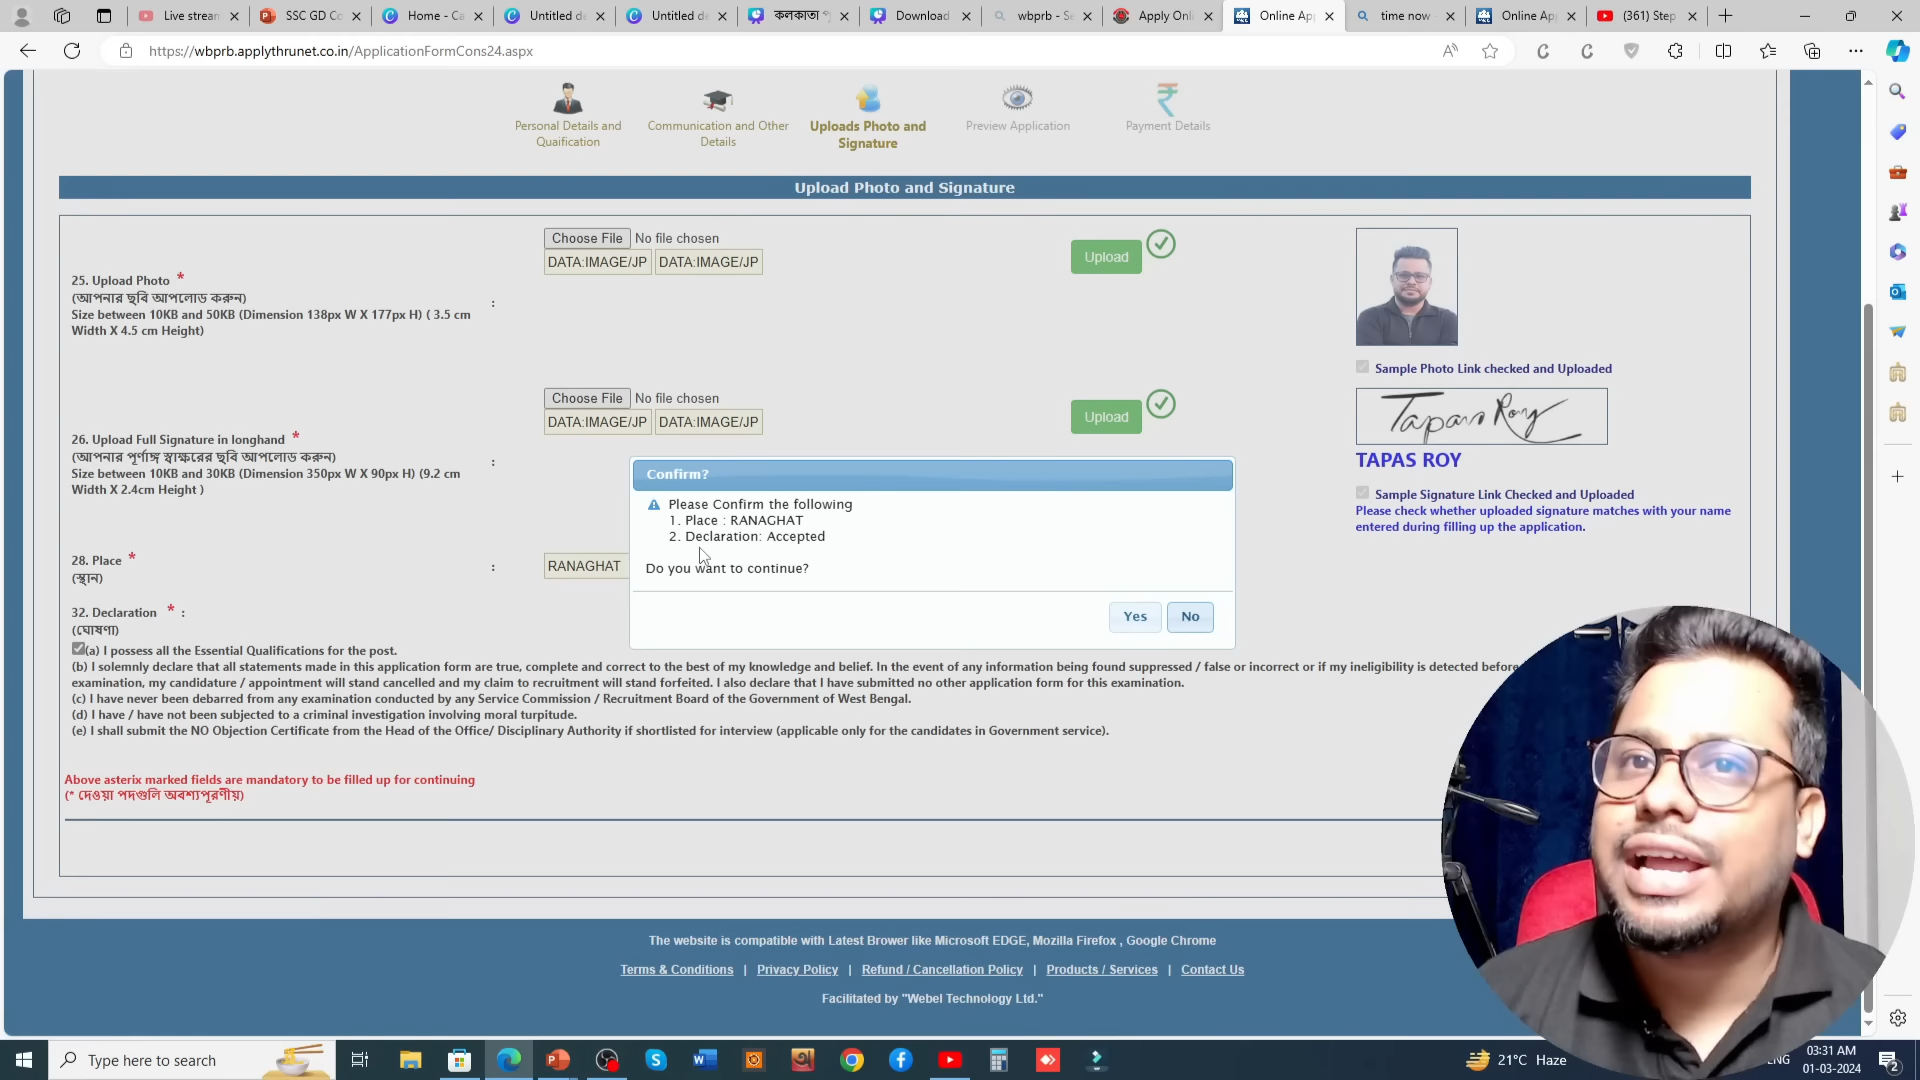 Live stream
SSC GD Co
Home - Ca
Untitled de
Untitled de
কলকাতা প
Download
wbprb - Se
Apply Onli
Online App
time now -
Online App
(361) Step
https://wbprb.applythrunet.co.in/ApplicationFormCons24.aspx
Personal Details and Quaification
Communication and Other Details
Uploads Photo and Signature
Preview Application
Payment Details
Upload Photo and Signature
25. Upload Photo *
(আপনার ছবি আপলোড করুন)
Size between 10KB and 50KB (Dimension 138px W X 177px H) ( 3.5 cm
Width X 4.5 cm Height)
:
Choose File No file chosen
DATA:IMAGE/JP DATA:IMAGE/JP
Upload
Sample Photo Link checked and Uploaded
26. Upload Full Signature in longhand *
(আপনার পূর্ণাঙ্গ স্বাক্ষরের ছবি আপলোড করুন)
Size between 10KB and 30KB (Dimension 350px W X 90px H) (9.2 cm
Width X 2.4cm Height )
:
Choose File No file chosen
DATA:IMAGE/JP DATA:IMAGE/JP
Upload
Tapas Roy
TAPAS ROY
Sample Signature Link Checked and Uploaded
Please check whether uploaded signature matches with your name
entered during filling up the application.
Confirm?
Please Confirm the following
1. Place : RANAGHAT
2. Declaration: Accepted
Do you want to continue?
Yes No
28. Place *
(স্থান)
:
RANAGHAT
32. Declaration * :
(ঘোষণা)
(a) I possess all the Essential Qualifications for the post.
(b) I solemnly declare that all statements made in this application form are true, complete and correct to the best of my knowledge and belief. In the event of any information being found suppressed / false or incorrect or if my ineligibility is detected before
examination, my candidature / appointment will stand cancelled and my claim to recruitment will stand forfeited. I also declare that I have submitted no other application form for this examination.
(c) I have never been debarred from any examination conducted by any Service Commission / Recruitment Board of the Government of West Bengal.
(d) I have / have not been subjected to a criminal investigation involving moral turpitude.
(e) I shall submit the NO Objection Certificate from the Head of the Office/ Disciplinary Authority if shortlisted for interview (applicable only for the candidates in Government service).
Above asterix marked fields are mandatory to be filled up for continuing
(* দেওয়া পদগুলি অবশ্যপূরণীয়)
The website is compatible with Latest Brower like Microsoft EDGE, Mozilla Firefox , Google Chrome
Terms & Conditions | Privacy Policy | Refund / Cancellation Policy | Products / Services | Contact Us
Facilitated by "Webel Technology Ltd."
Type here to search
21°C Haze
ENG
03:31 AM
01-03-2024
2